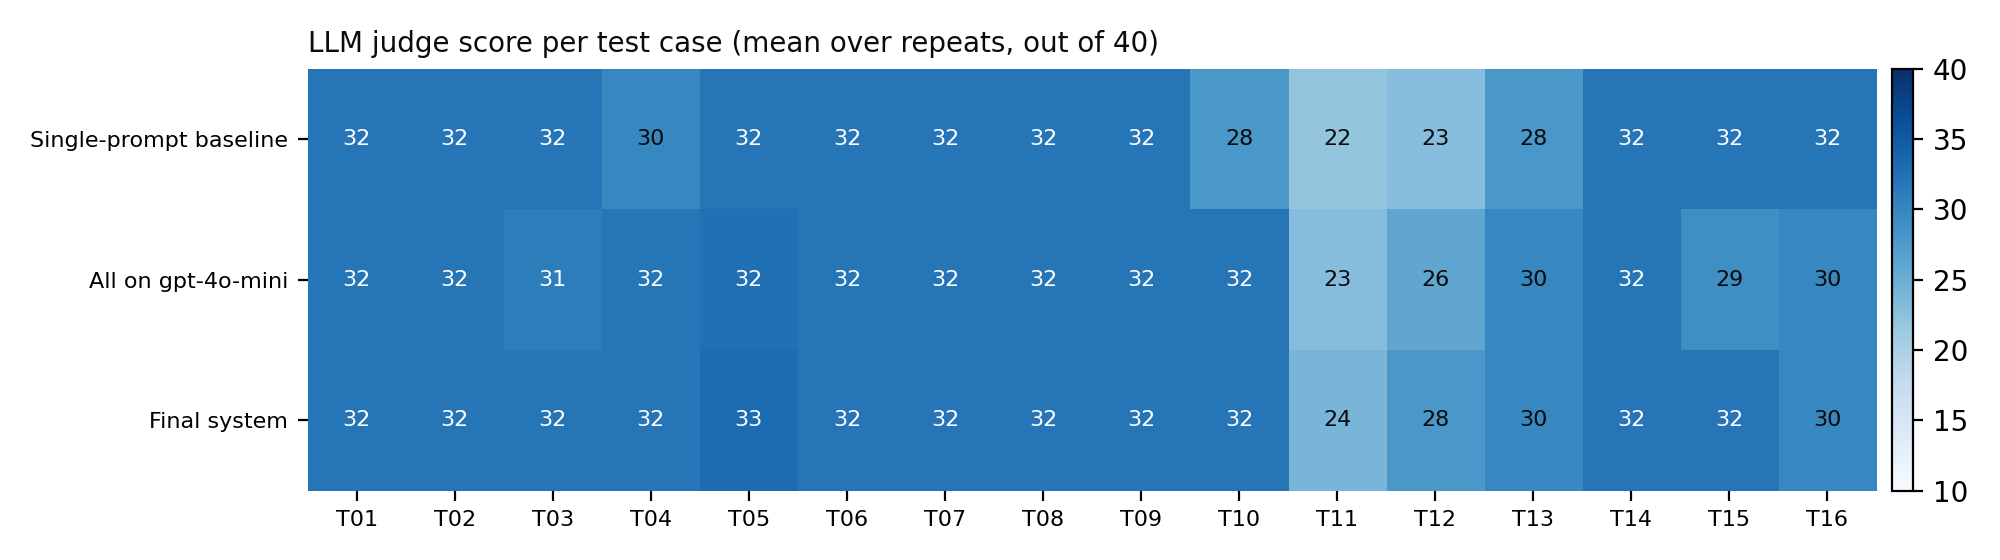 LLM judge score per test case (mean over repeats, out of 40)
Single-prompt baseline 32 32 32 30 32 32 32 32 32 28 22 23 28 32 32 32
All on gpt-4o-mini 32 32 31 32 32 32 32 32 32 32 23 26 30 32 29 30
Final system 32 32 32 32 33 32 32 32 32 32 24 28 30 32 32 30
T01 T02 T03 T04 T05 T06 T07 T08 T09 T10 T11 T12 T13 T14 T15 T16
40
35
30
25
20
15
10